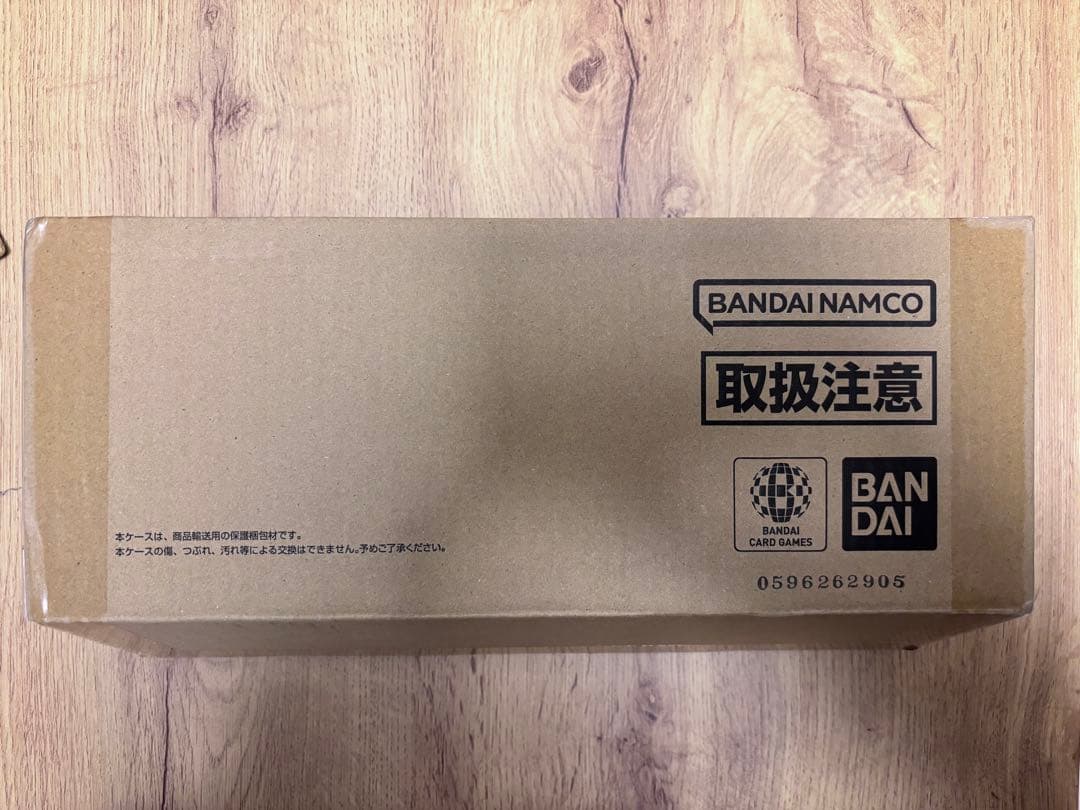 BANDAI NAMCO
取扱注意
BANDAI
CARD GAMES
BAN
DAI
本ケースは、商品輸送用の保護梱包材です。
本ケースの傷、つぶれ、汚れ等による交換はできません。予めご了承ください。
0596262905